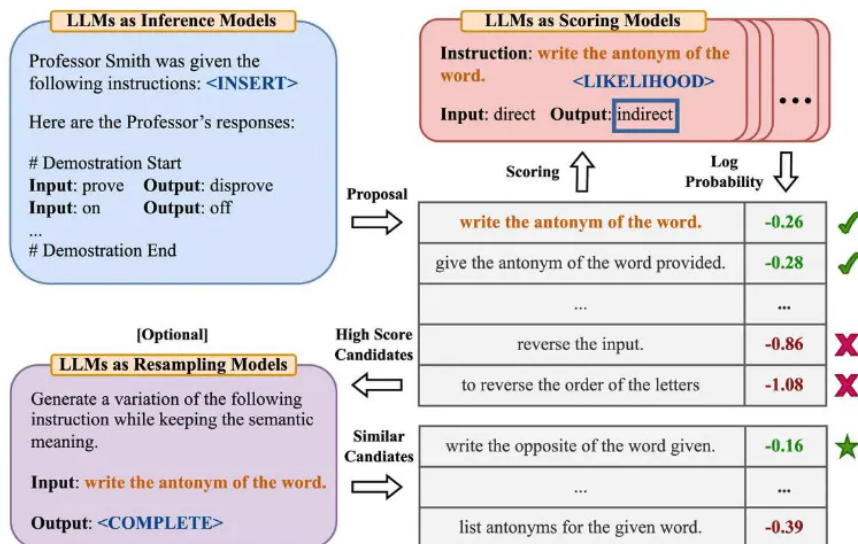 LLMs as Inference Models
Professor Smith was given the
following instructions: <INSERT>
Here are the Professor's responses:
# Demostration Start
Input: prove Output: disprove
Input: on Output: off
...
# Demostration End
LLMs as Scoring Models
Instruction: write the antonym of the
word.
<LIKELIHOOD>
Input: direct Output: indirect
...
Scoring
Log
Probability
Proposal
write the antonym of the word. -0.26
give the antonym of the word provided. -0.28
... ...
reverse the input. -0.86
to reverse the order of the letters -1.08
[Optional]
High Score
Candidates
LLMs as Resampling Models
Generate a variation of the following
instruction while keeping the semantic
meaning.
Input: write the antonym of the word.
Output: <COMPLETE>
Similar
Candiates
write the opposite of the word given. -0.16
... ...
list antonyms for the given word. -0.39